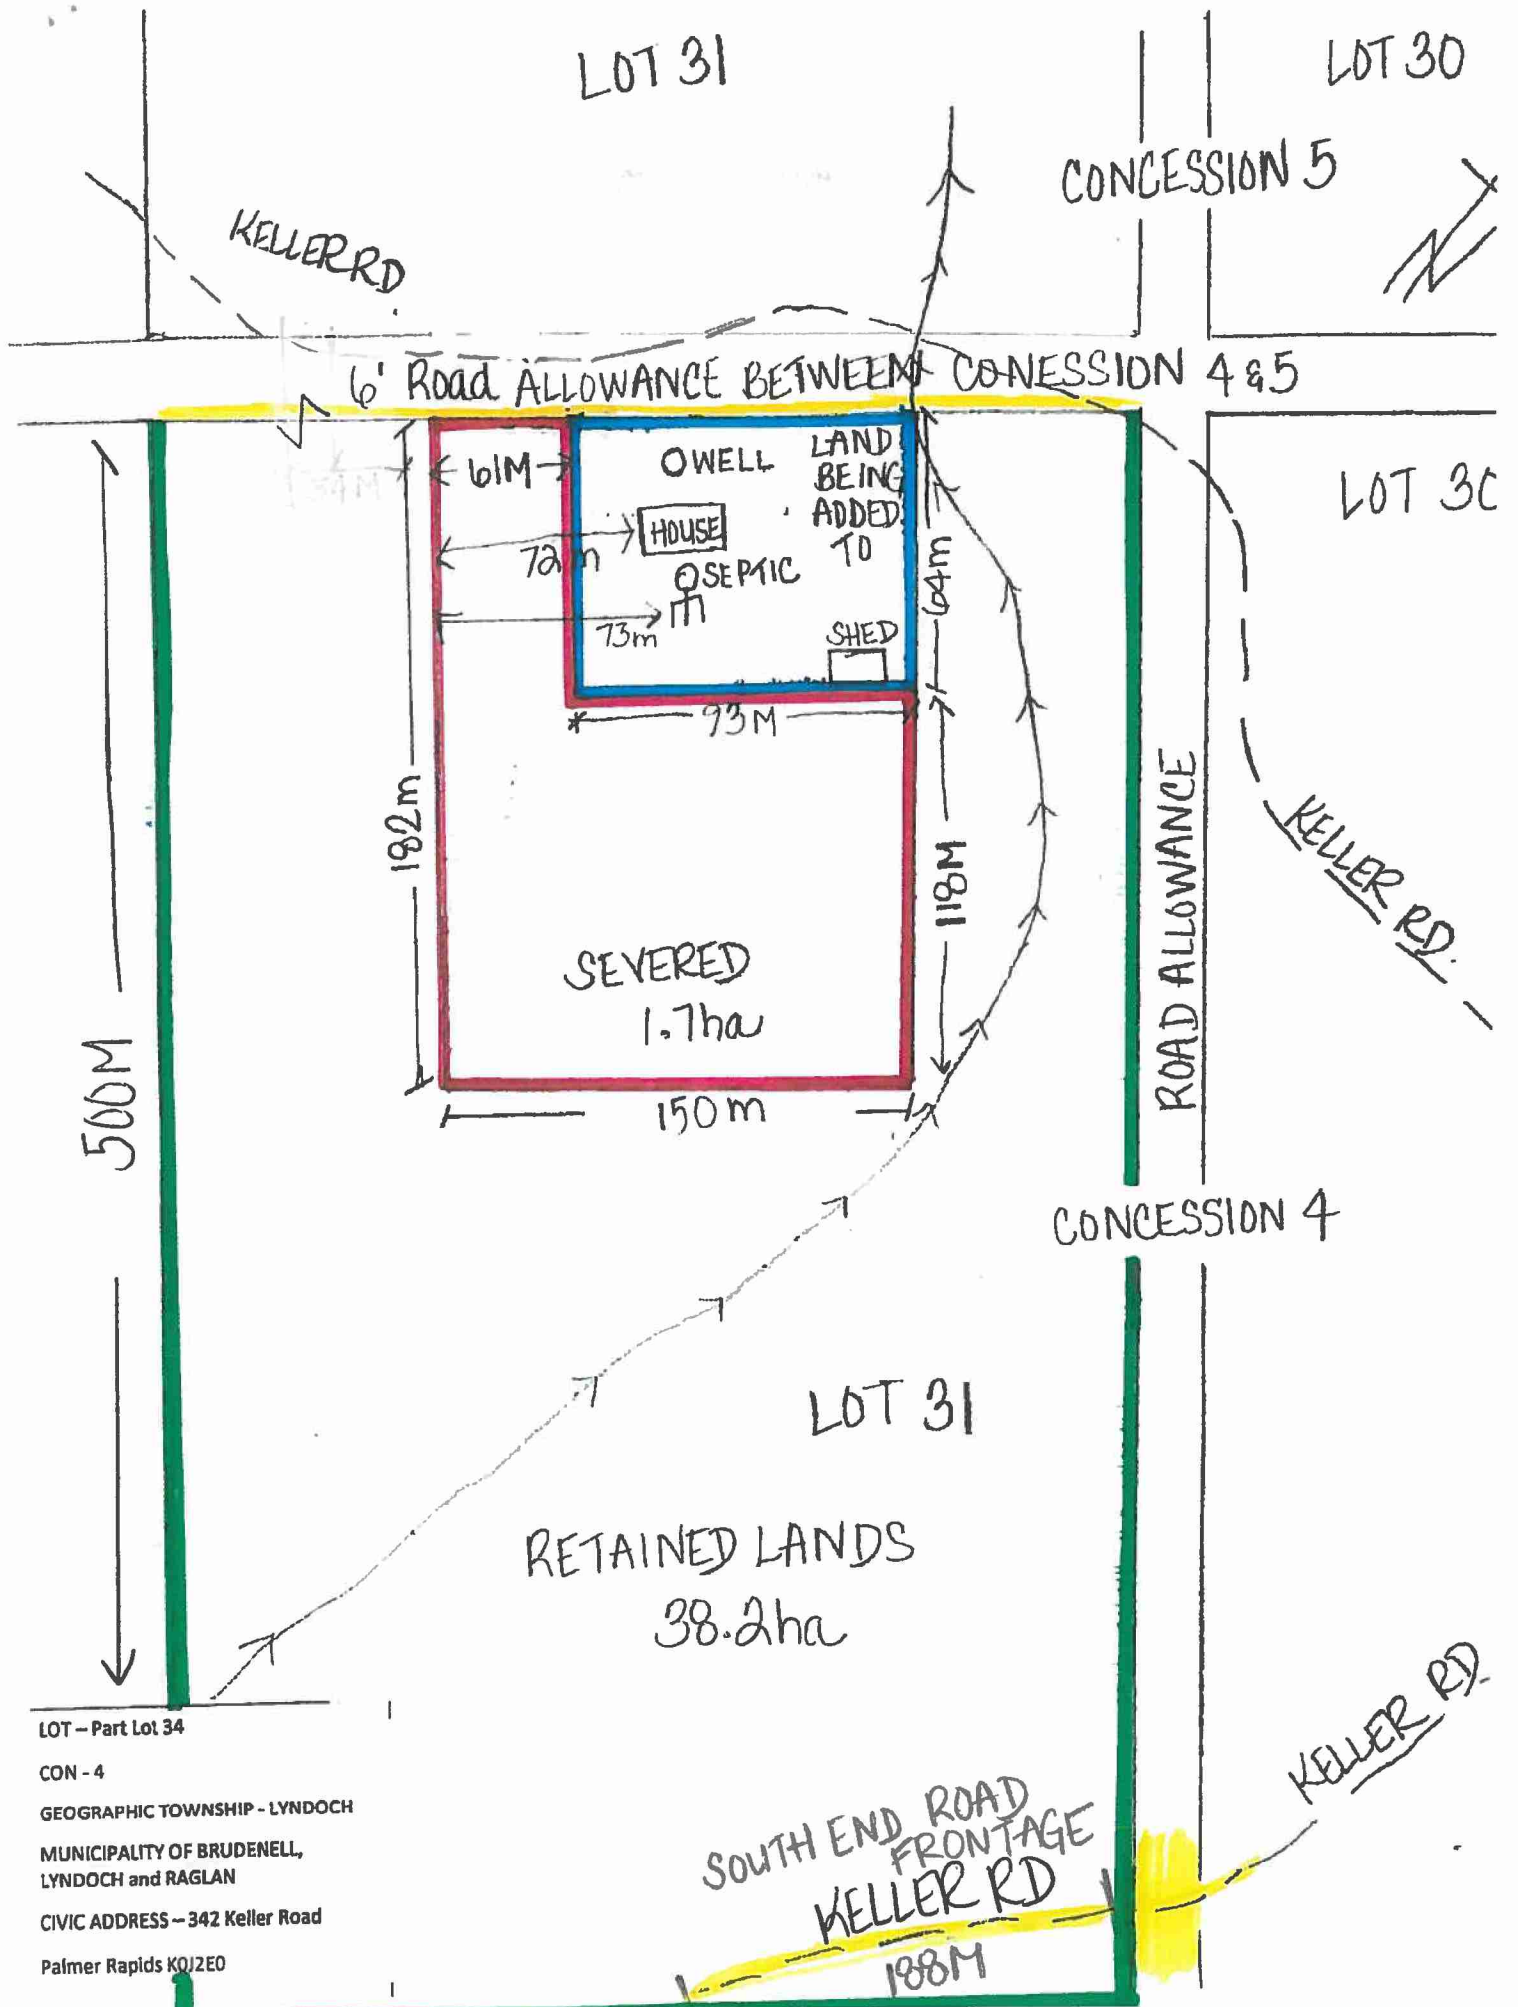 LOT 31
LOT 30
CONCESSION 5
N
KELLER RD
6' Road ALLOWANCE BETWEEN CONESSION 4 & 5
61M
OWELL
LAND
BEING
ADDED
TO
LOT 30
HOUSE
72m
SEPTIC
64m
73m
SHED
93M
182m
118M
ROAD ALLOWANCE
KELLER RD.
SEVERED
1.7ha
500M
150m
CONCESSION 4
LOT 31
RETAINED LANDS
38.2ha
KELLER RD.
LOT – Part Lot 34
CON - 4
GEOGRAPHIC TOWNSHIP - LYNDOCH
MUNICIPALITY OF BRUDENELL,
LYNDOCH and RAGLAN
CIVIC ADDRESS – 342 Keller Road
Palmer Rapids K0J2E0
SOUTH END ROAD
FRONTAGE
KELLER RD
188M